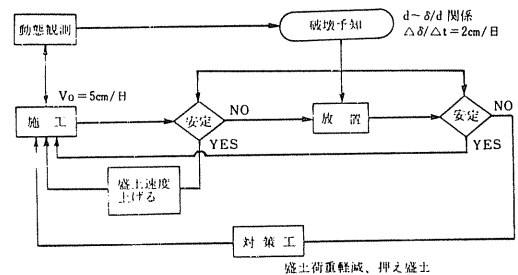 動態観測
破壊予知
d～δ/d 関係
△δ/△t＝2cm/日
Vo＝5cm/日
施工
安定
NO
放置
安定
NO
YES
YES
盛土速度
上げる
対策工
盛土荷重軽減、押え盛土